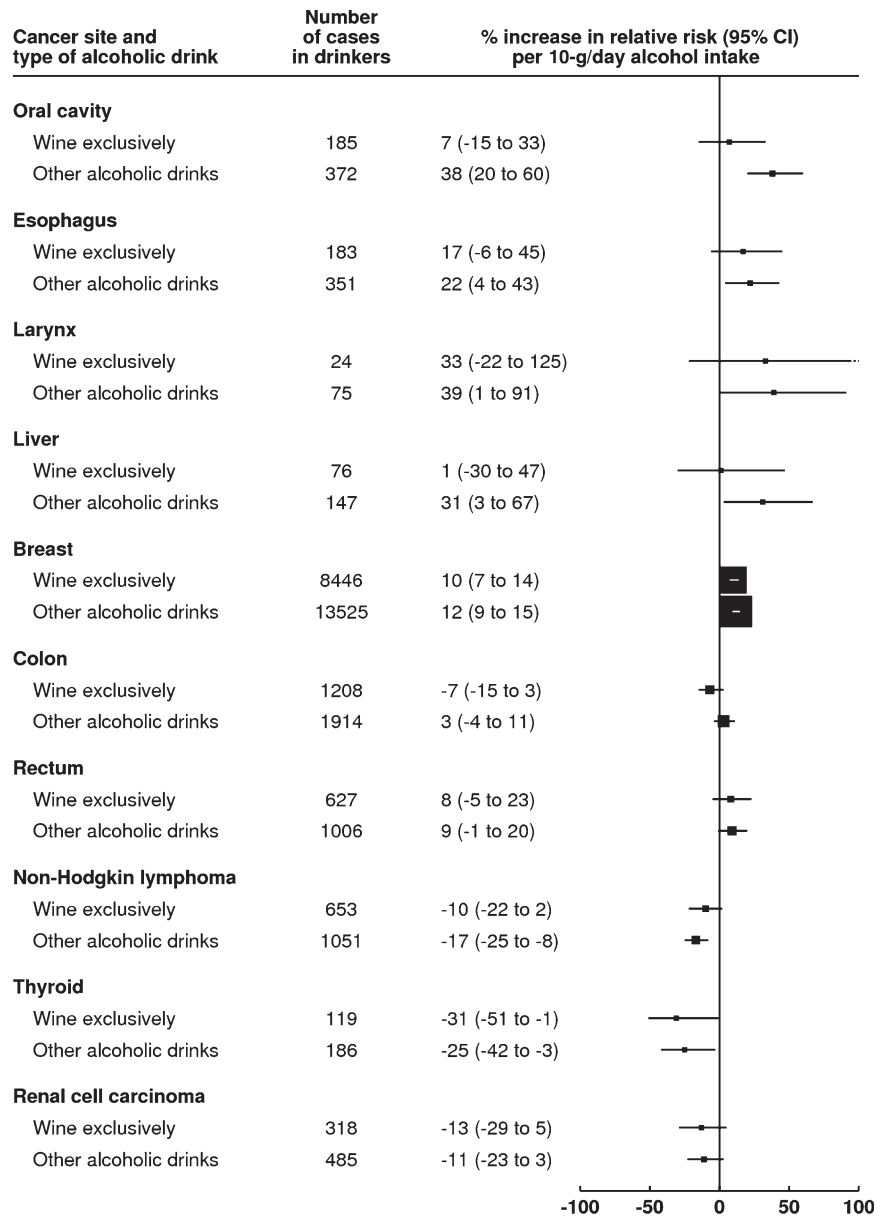 Cancer site and type of alcoholic drink Number of cases in drinkers % increase in relative risk (95% CI) per 10-g/day alcohol intake
Oral cavity
Wine exclusively 185 7 (-15 to 33)
Other alcoholic drinks 372 38 (20 to 60)
Esophagus
Wine exclusively 183 17 (-6 to 45)
Other alcoholic drinks 351 22 (4 to 43)
Larynx
Wine exclusively 24 33 (-22 to 125)
Other alcoholic drinks 75 39 (1 to 91)
Liver
Wine exclusively 76 1 (-30 to 47)
Other alcoholic drinks 147 31 (3 to 67)
Breast
Wine exclusively 8446 10 (7 to 14)
Other alcoholic drinks 13525 12 (9 to 15)
Colon
Wine exclusively 1208 -7 (-15 to 3)
Other alcoholic drinks 1914 3 (-4 to 11)
Rectum
Wine exclusively 627 8 (-5 to 23)
Other alcoholic drinks 1006 9 (-1 to 20)
Non-Hodgkin lymphoma
Wine exclusively 653 -10 (-22 to 2)
Other alcoholic drinks 1051 -17 (-25 to -8)
Thyroid
Wine exclusively 119 -31 (-51 to -1)
Other alcoholic drinks 186 -25 (-42 to -3)
Renal cell carcinoma
Wine exclusively 318 -13 (-29 to 5)
Other alcoholic drinks 485 -11 (-23 to 3)
-100 -50 0 50 100